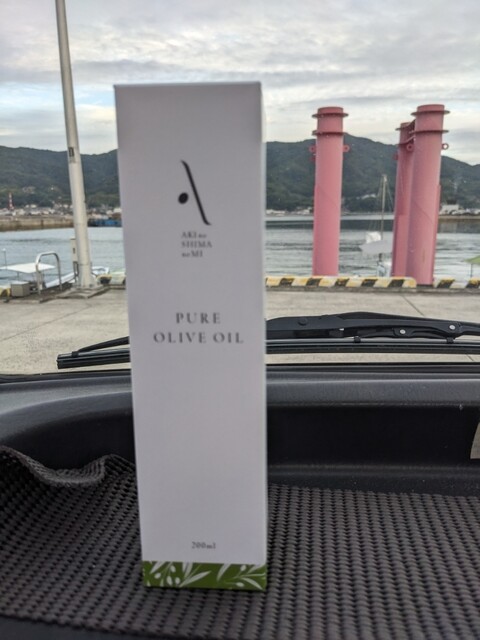 AKI no
SHIMA
no MI
PURE
OLIVE OIL
200ml